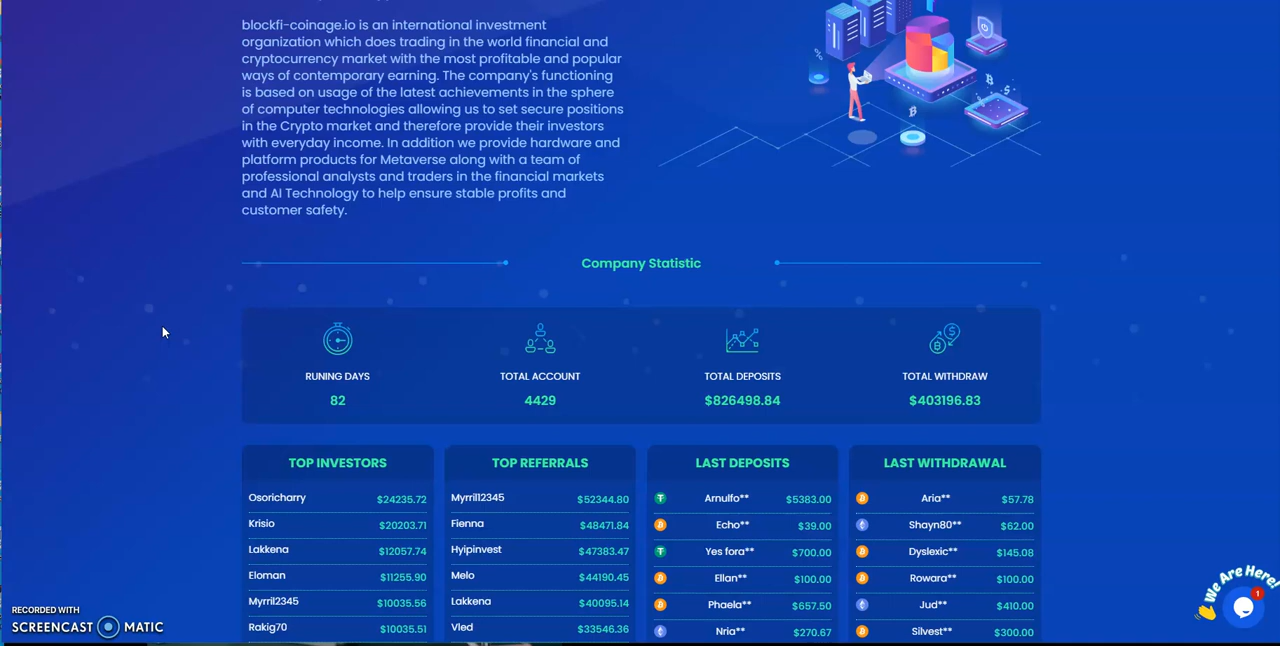 blockfi-coinage.io is an international investment
organization which does trading in the world financial and
cryptocurrency market with the most profitable and popular
ways of contemporary earning. The company's functioning
is based on usage of the latest achievements in the sphere
of computer technologies allowing us to set secure positions
in the Crypto market and therefore provide their investors
with everyday income. In addition we provide hardware and
platform products for Metaverse along with a team of
professional analysts and traders in the financial markets
and AI Technology to help ensure stable profits and
customer safety.
Company Statistic
RUNING DAYS
82
TOTAL ACCOUNT
4429
TOTAL DEPOSITS
$826498.84
TOTAL WITHDRAW
$403196.83
TOP INVESTORS
Osoricharry $24235.72
Krisio $20203.71
Lakkena $12057.74
Eloman $11255.90
Myrril2345 $10035.56
Rakig70 $10035.51
TOP REFERRALS
Myrril12345 $52344.80
Fienna $48471.84
Hyipinvest $47383.47
Melo $44190.45
Lakkena $40095.14
Vled $33546.36
LAST DEPOSITS
Arnulfo** $5383.00
Echo** $39.00
Yes fora** $700.00
Ellan** $100.00
Phaela** $657.50
Nria** $270.67
LAST WITHDRAWAL
Aria** $57.78
Shayn80** $62.00
Dyslexic** $145.08
Rowara** $100.00
Jud** $410.00
Silvest** $300.00
We Are Here!
1
RECORDED WITH
SCREENCAST MATIC